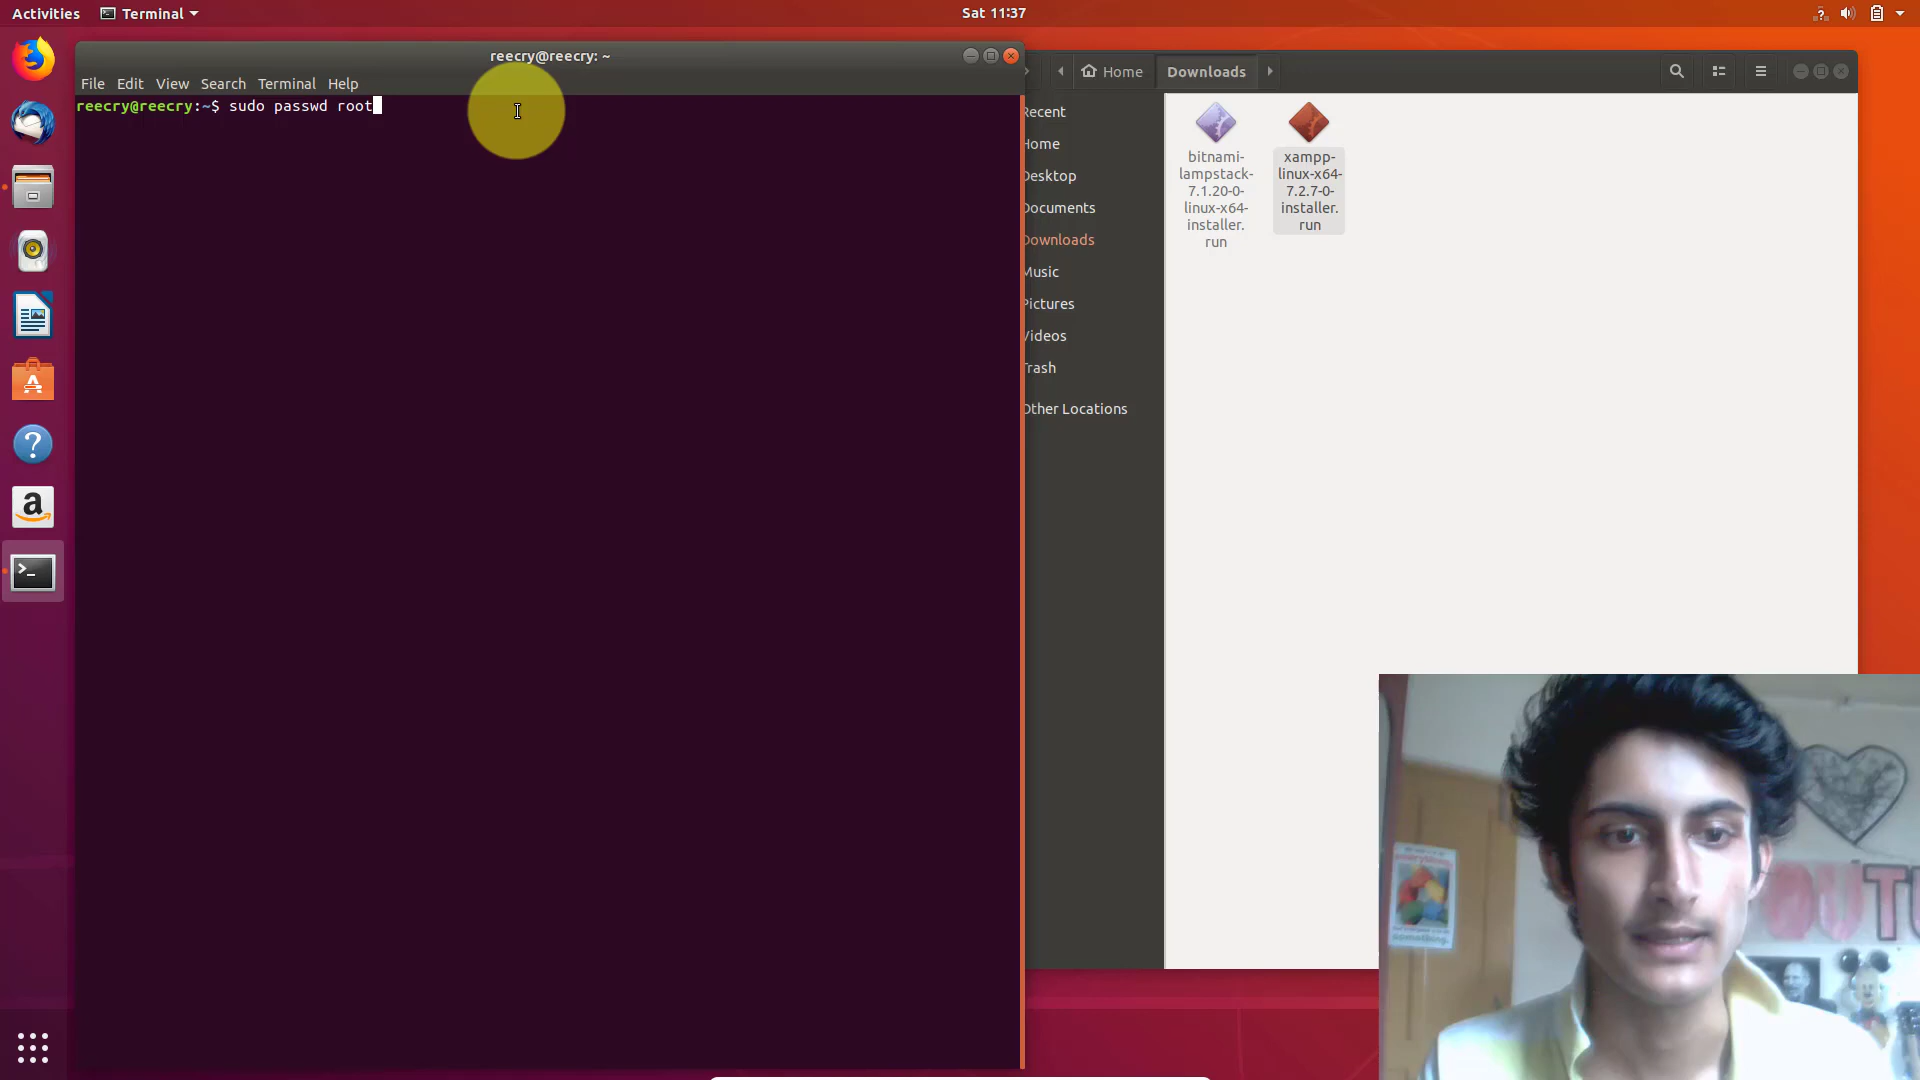 Activities
Terminal
Sat 11:37
reecry@reecry: ~
File Edit View Search Terminal Help
reecry@reecry:~$ sudo passwd root
Home
Downloads
Recent
Home
Desktop
Documents
Downloads
Music
Pictures
Videos
Trash
Other Locations
bitnami-
lampstack-
7.1.20-0-
linux-x64-
installer.
run
xampp-
linux-x64-
7.2.7-0-
installer.
run
something.
OUTU